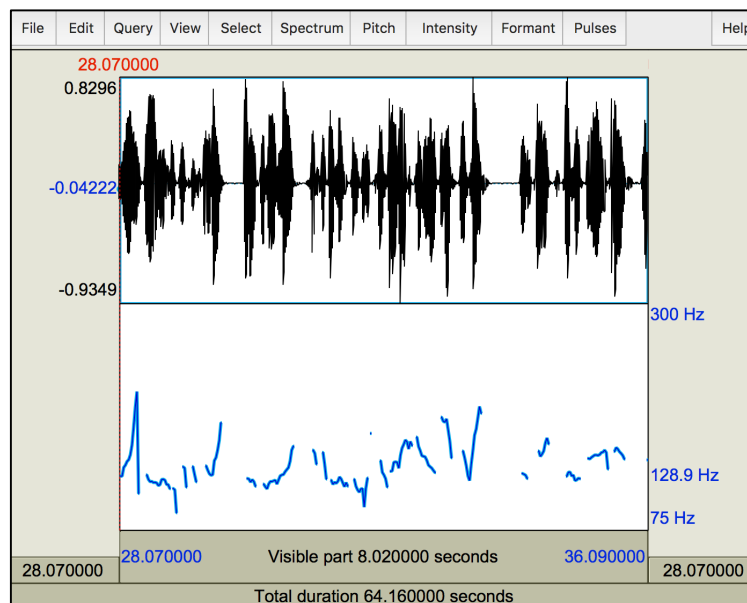 File Edit Query View Select Spectrum Pitch Intensity Formant Pulses Help
28.070000
0.8296
-0.04222
-0.9349
300 Hz
128.9 Hz
75 Hz
28.070000 Visible part 8.020000 seconds 36.090000
28.070000 28.070000
Total duration 64.160000 seconds